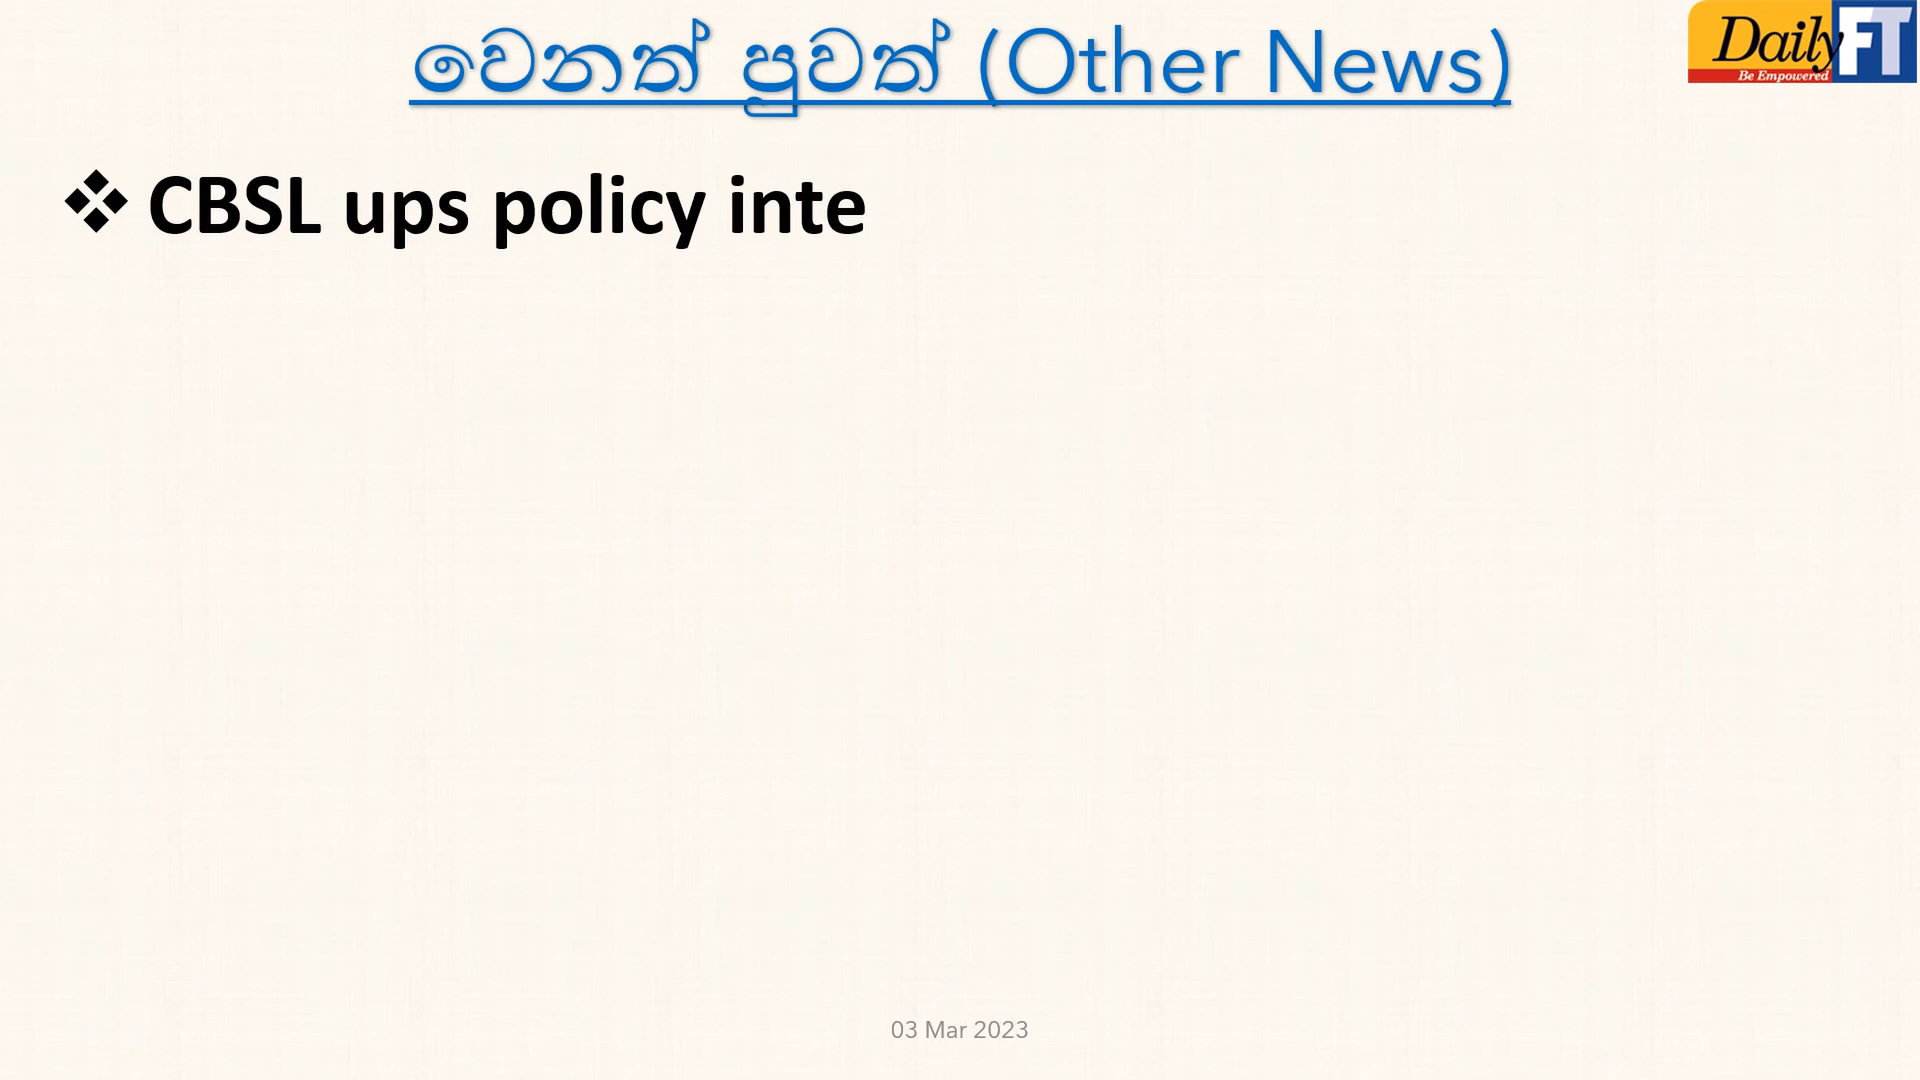 වෙනත් පුවත් (Other News)
Daily FT
Be Empowered
❖ CBSL ups policy inte
03 Mar 2023